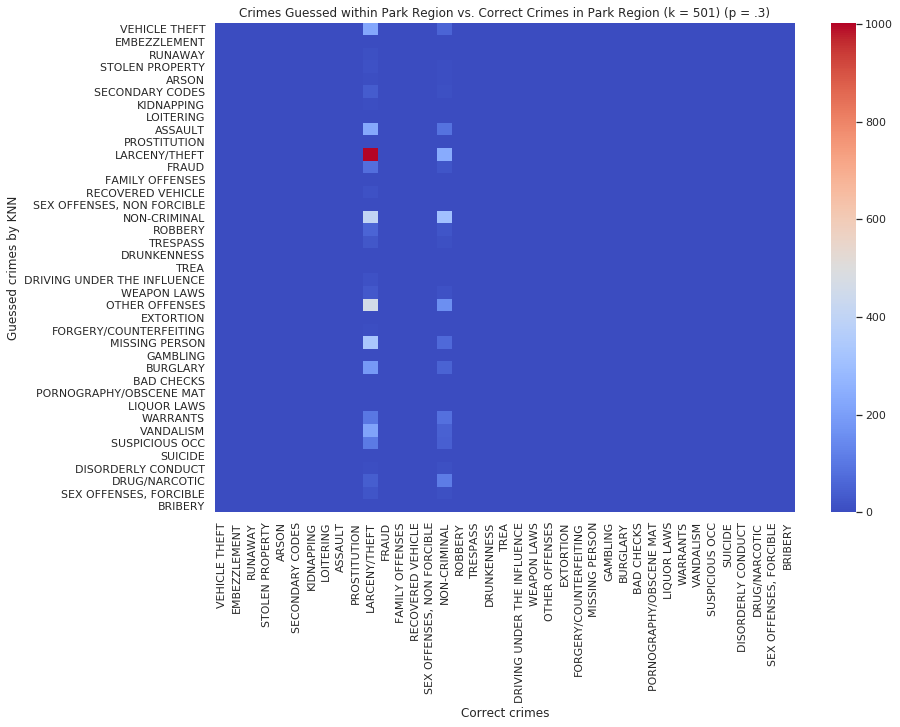 Crimes Guessed within Park Region vs. Correct Crimes in Park Region (k = 501) (p = .3)
Guessed crimes by KNN
VEHICLE THEFT
EMBEZZLEMENT
RUNAWAY
STOLEN PROPERTY
ARSON
SECONDARY CODES
KIDNAPPING
LOITERING
ASSAULT
PROSTITUTION
LARCENY/THEFT
FRAUD
FAMILY OFFENSES
RECOVERED VEHICLE
SEX OFFENSES, NON FORCIBLE
NON-CRIMINAL
ROBBERY
TRESPASS
DRUNKENNESS
TREA
DRIVING UNDER THE INFLUENCE
WEAPON LAWS
OTHER OFFENSES
EXTORTION
FORGERY/COUNTERFEITING
MISSING PERSON
GAMBLING
BURGLARY
BAD CHECKS
PORNOGRAPHY/OBSCENE MAT
LIQUOR LAWS
WARRANTS
VANDALISM
SUSPICIOUS OCC
SUICIDE
DISORDERLY CONDUCT
DRUG/NARCOTIC
SEX OFFENSES, FORCIBLE
BRIBERY
VEHICLE THEFT
EMBEZZLEMENT
RUNAWAY
STOLEN PROPERTY
ARSON
SECONDARY CODES
KIDNAPPING
LOITERING
ASSAULT
PROSTITUTION
LARCENY/THEFT
FRAUD
FAMILY OFFENSES
RECOVERED VEHICLE
SEX OFFENSES, NON FORCIBLE
NON-CRIMINAL
ROBBERY
TRESPASS
DRUNKENNESS
TREA
DRIVING UNDER THE INFLUENCE
WEAPON LAWS
OTHER OFFENSES
EXTORTION
FORGERY/COUNTERFEITING
MISSING PERSON
GAMBLING
BURGLARY
BAD CHECKS
PORNOGRAPHY/OBSCENE MAT
LIQUOR LAWS
WARRANTS
VANDALISM
SUSPICIOUS OCC
SUICIDE
DISORDERLY CONDUCT
DRUG/NARCOTIC
SEX OFFENSES, FORCIBLE
BRIBERY
Correct crimes
1000
800
600
400
200
0